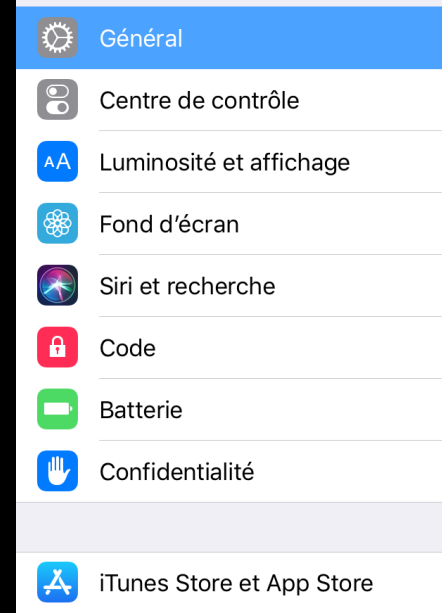 Général
Centre de contrôle
AA Luminosité et affichage
Fond d’écran
Siri et recherche
Code
Batterie
Confidentialité
iTunes Store et App Store